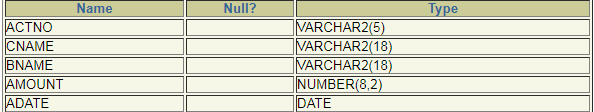 Name Null? Type
ACTNO VARCHAR2(5)
CNAME VARCHAR2(18)
BNAME VARCHAR2(18)
AMOUNT NUMBER(8,2)
ADATE DATE